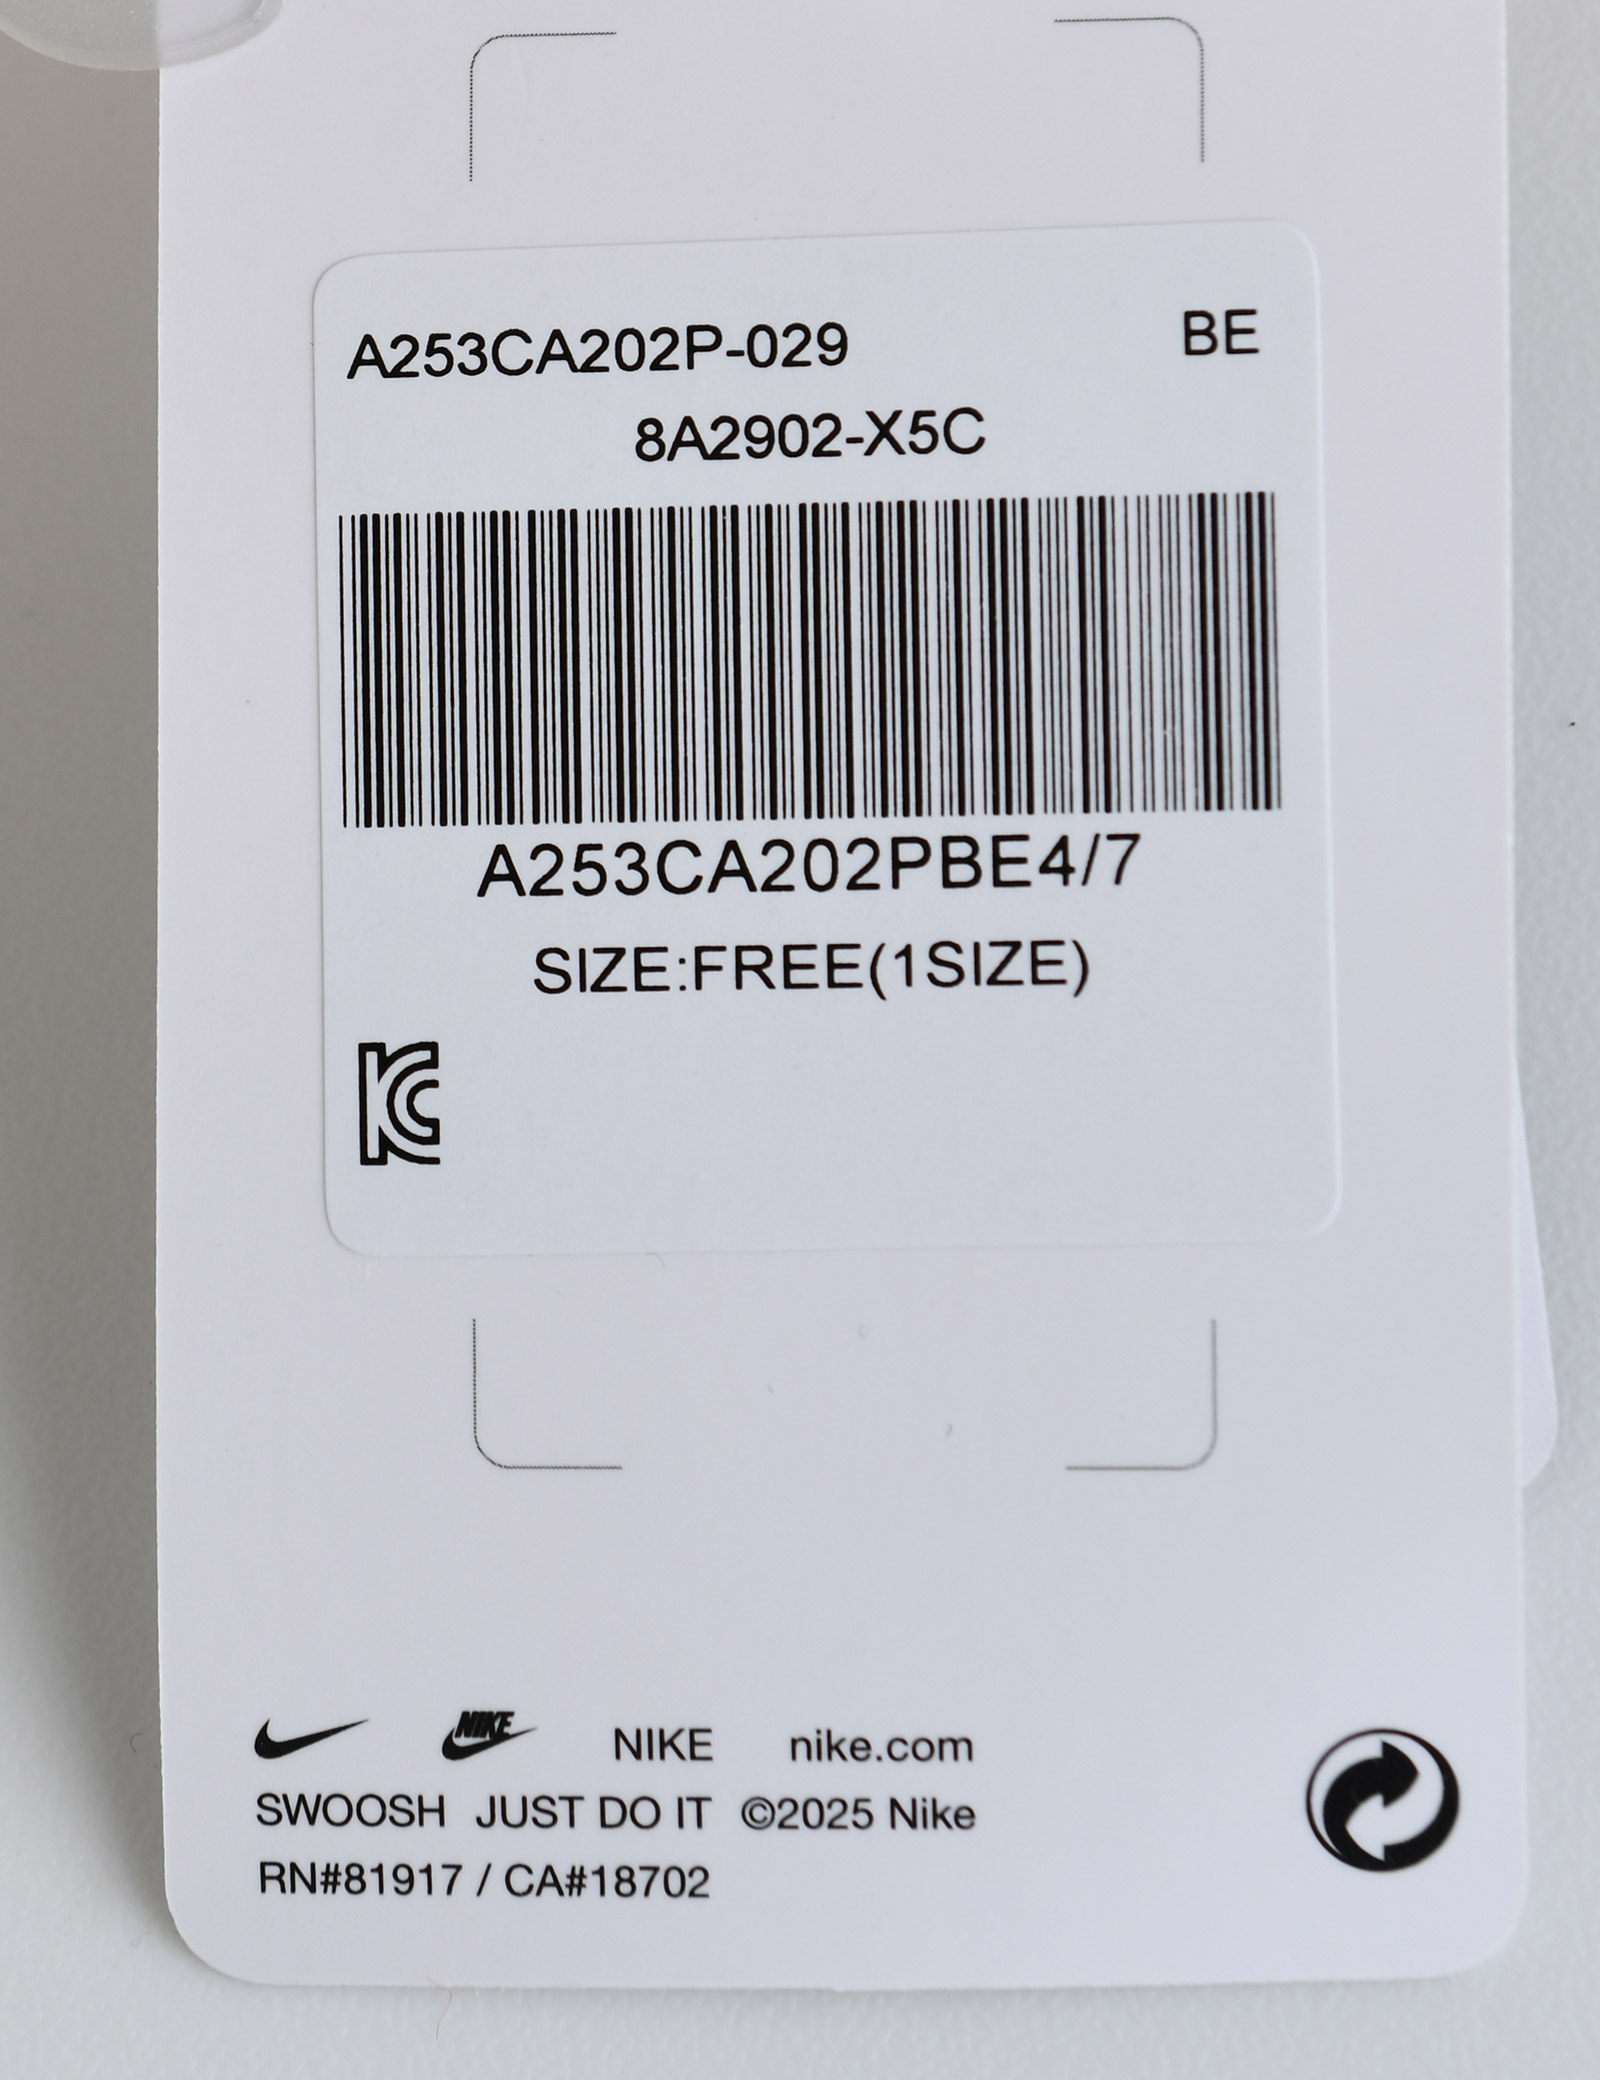 A253CA202P-029 BE
8A2902-X5C
A253CA202PBE4/7
SIZE:FREE(1SIZE)
KC
NIKE NIKE nike.com
SWOOSH JUST DO IT ©2025 Nike
RN#81917 / CA#18702